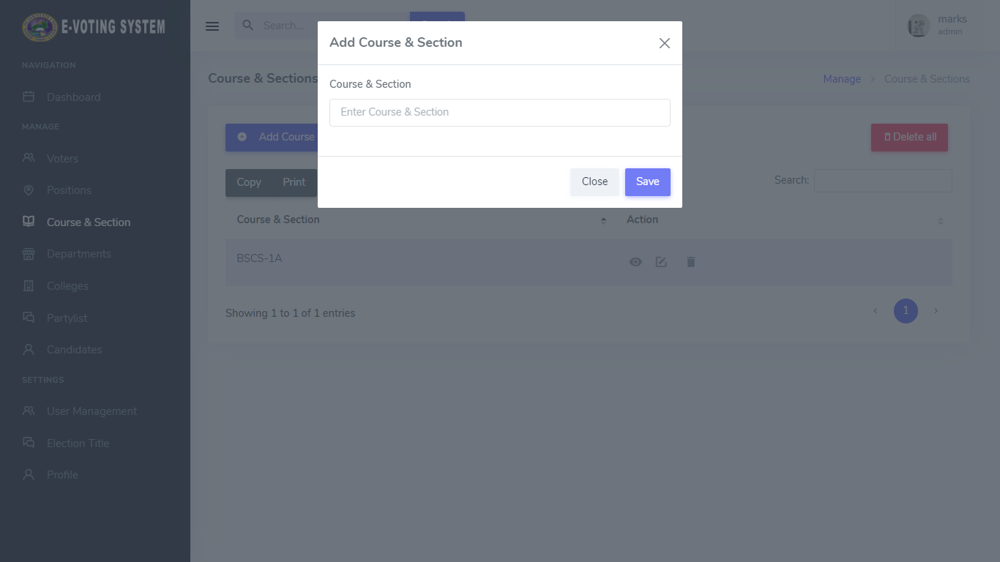 E-VOTING SYSTEM
NAVIGATION
Dashboard
MANAGE
Voters
Positions
Course & Section
Departments
Colleges
Partylist
Candidates
SETTINGS
User Management
Election Title
Profile
Search...
marks
admin
Course & Sections
Manage > Course & Sections
Add Course
Delete all
Copy Print
Search:
Course & Section Action
BSCS-1A
Showing 1 to 1 of 1 entries
‹ 1 ›
Add Course & Section
Course & Section
Enter Course & Section
Close Save